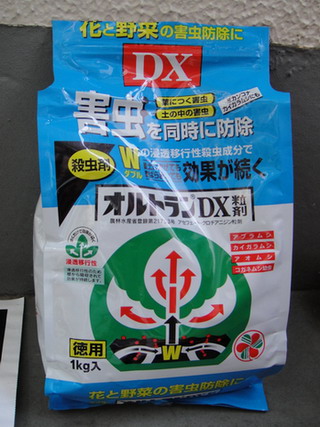 花と野菜の害虫防除に
DX
葉につく害虫
土の中の害虫
害虫を同時に防除
殺虫剤
Wの浸透移行性殺虫成分で
ダブル
効果が続く
オルトランDX粒剤
浸透移行性
アブラムシ
カイガラムシ
アオムシ
コガネムシ幼虫
W
徳用
1kg入
花と野菜の害虫防除に